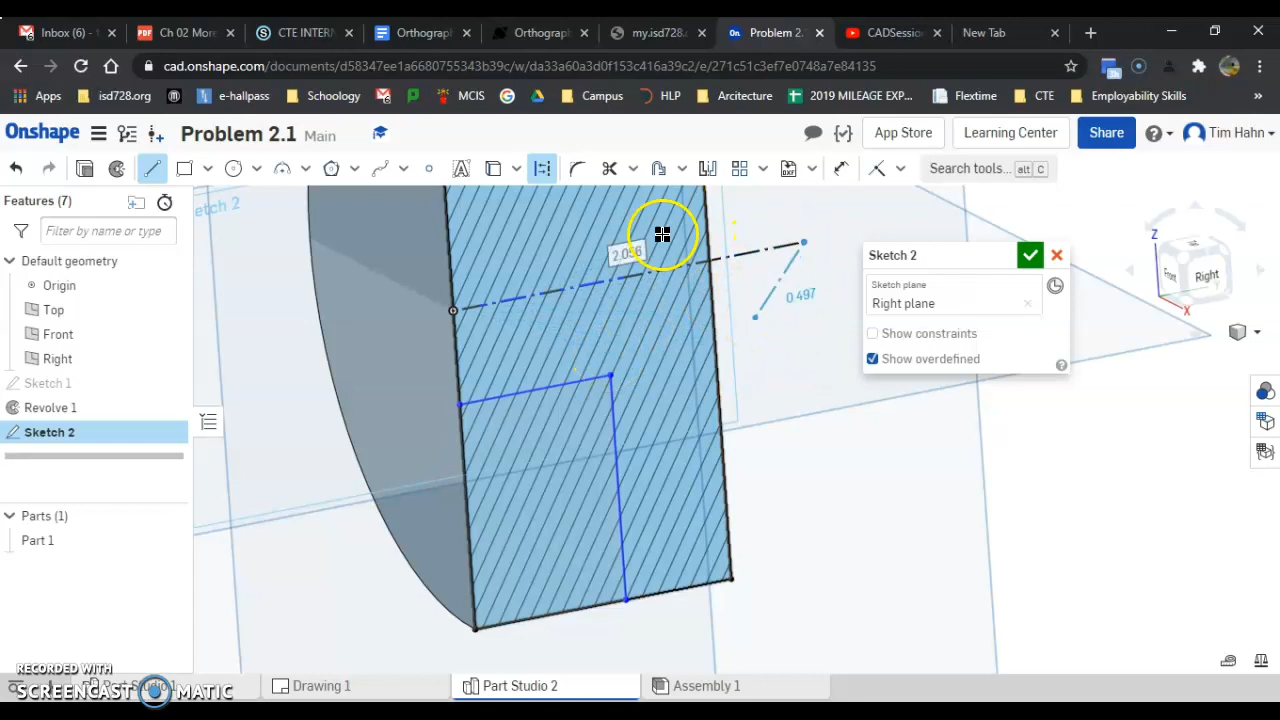 Inbox (6) -
Ch 02 More
CTE INTERN
Orthograph
Orthograph
my.isd728.c
Problem 2.
CADSession
New Tab
cad.onshape.com/documents/d58347ee1a6680755343b39c/w/da33a60a3d0f153c416a39c2/e/271c51c3ef7e0748a7e84135
Apps
isd728.org
e-hallpass
Schoology
MCIS
Campus
HLP
Arcitecture
2019 MILEAGE EXP...
Flextime
CTE
Employability Skills
»
Onshape
Problem 2.1 Main
App Store
Learning Center
Share
Tim Hahn
Search tools... alt C
Features (7)
Filter by name or type
Default geometry
Origin
Top
Front
Right
Sketch 1
Revolve 1
Sketch 2
Parts (1)
Part 1
etch 2
2.056
0.497
Sketch 2
Sketch plane
Right plane
Show constraints
Show overdefined
Z
Front
Right
X
RECORDED WITH
SCREENCAST MATIC
Drawing 1
Part Studio 2
Assembly 1